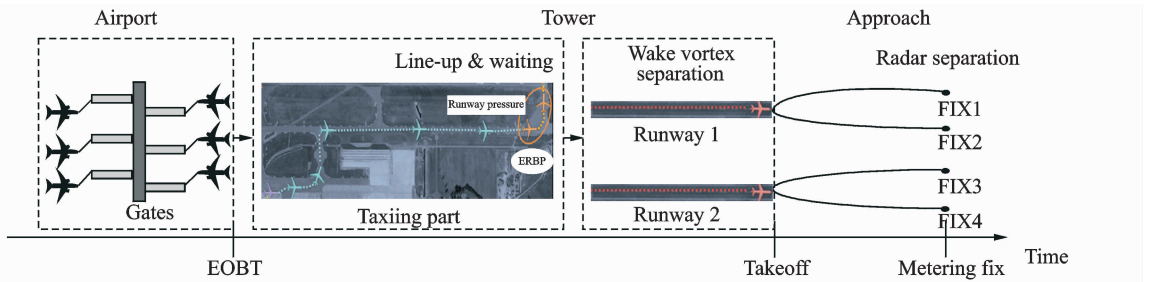 Airport
Tower
Approach
Line-up & waiting
Wake vortex
separation
Radar separation
Runway pressure
FIX1
Runway 1
FIX2
ERBP
FIX3
Gates
Taxiing part
Runway 2
FIX4
Time
EOBT
Takeoff
Metering fix